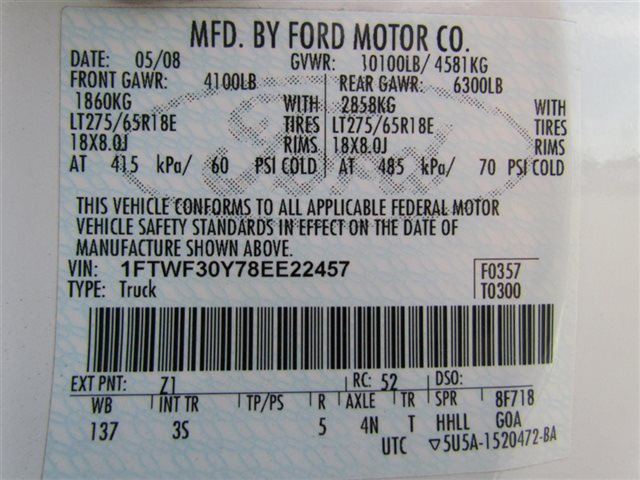 MFD. BY FORD MOTOR CO.
DATE: 05/08 GVWR: 10100LB/ 4581KG
FRONT GAWR: 4100LB REAR GAWR: 6300LB
1860KG WITH 2858KG WITH
LT275/65R18E TIRES LT275/65R18E TIRES
18X8.0J RIMS 18X8.0J RIMS
AT 415 kPa/ 60 PSI COLD AT 485 kPa/ 70 PSI COLD
Ford
THIS VEHICLE CONFORMS TO ALL APPLICABLE FEDERAL MOTOR
VEHICLE SAFETY STANDARDS IN EFFECT ON THE DATE OF
MANUFACTURE SHOWN ABOVE.
VIN: 1FTWF30Y78EE22457 F0357
TYPE: Truck T0300
EXT PNT: Z1 RC: 52 DSO:
WB INT TR TP/PS R AXLE TR SPR 8F718
137 3S 5 4N T HHLL GOA
UTC ▽5U5A-1520472-BA